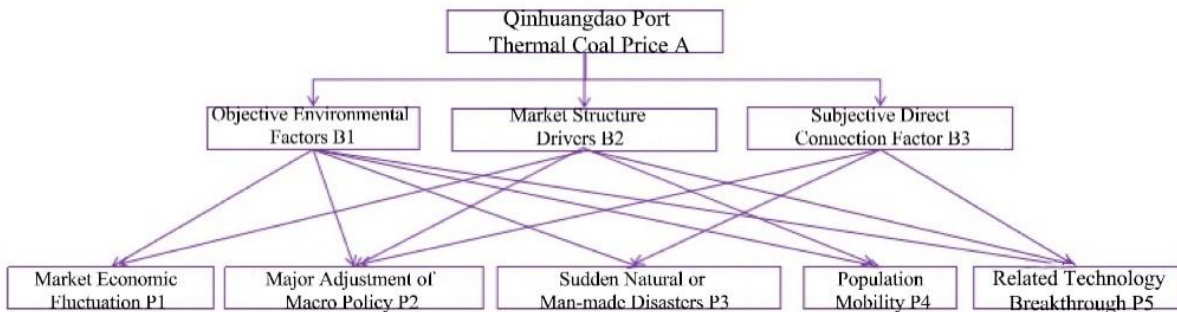 Qinhuangdao Port
Thermal Coal Price A
Objective Environmental
Factors B1
Market Structure
Drivers B2
Subjective Direct
Connection Factor B3
Market Economic
Fluctuation P1
Major Adjustment of
Macro Policy P2
Sudden Natural or
Man-made Disasters P3
Population
Mobility P4
Related Technology
Breakthrough P5